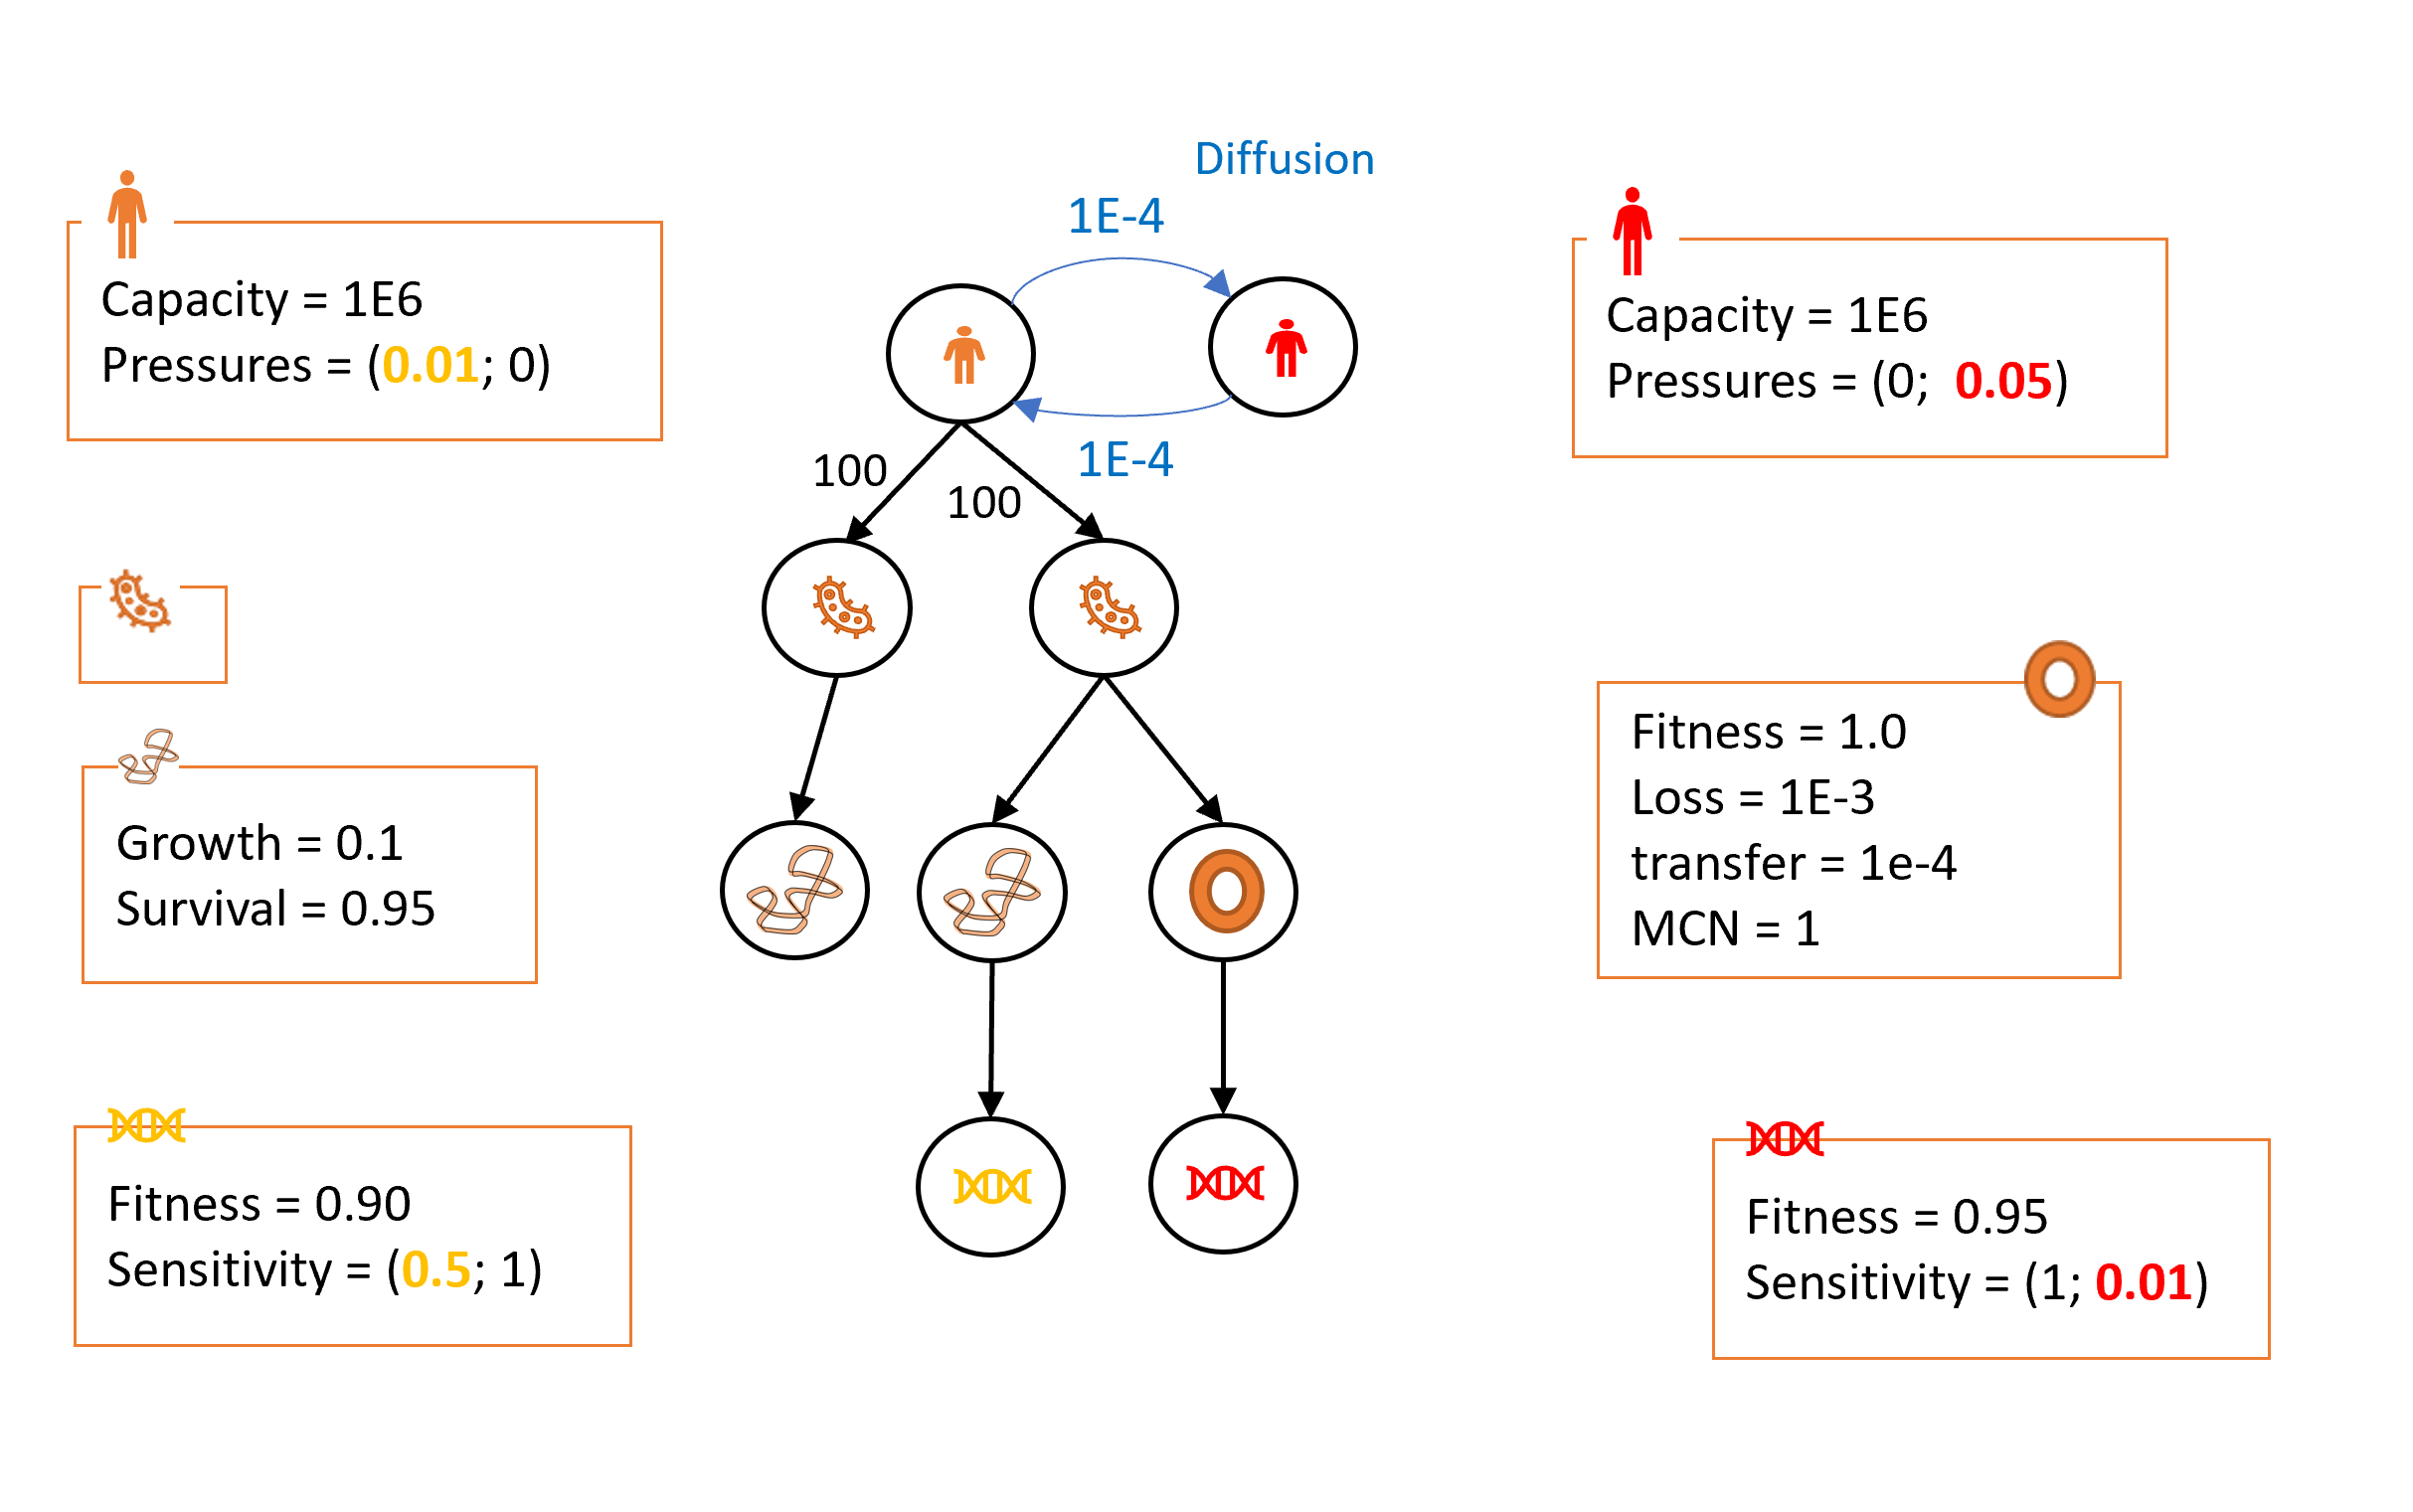 Diffusion
1E-4
Capacity = 1E6
Pressures = (0.01; 0)
Capacity = 1E6
Pressures = (0;  0.05)
100
100
1E-4
Growth = 0.1
Survival = 0.95
Fitness = 1.0
Loss = 1E-3
transfer = 1e-4
MCN = 1
Fitness = 0.90
Sensitivity = (0.5; 1)
Fitness = 0.95
Sensitivity = (1; 0.01)